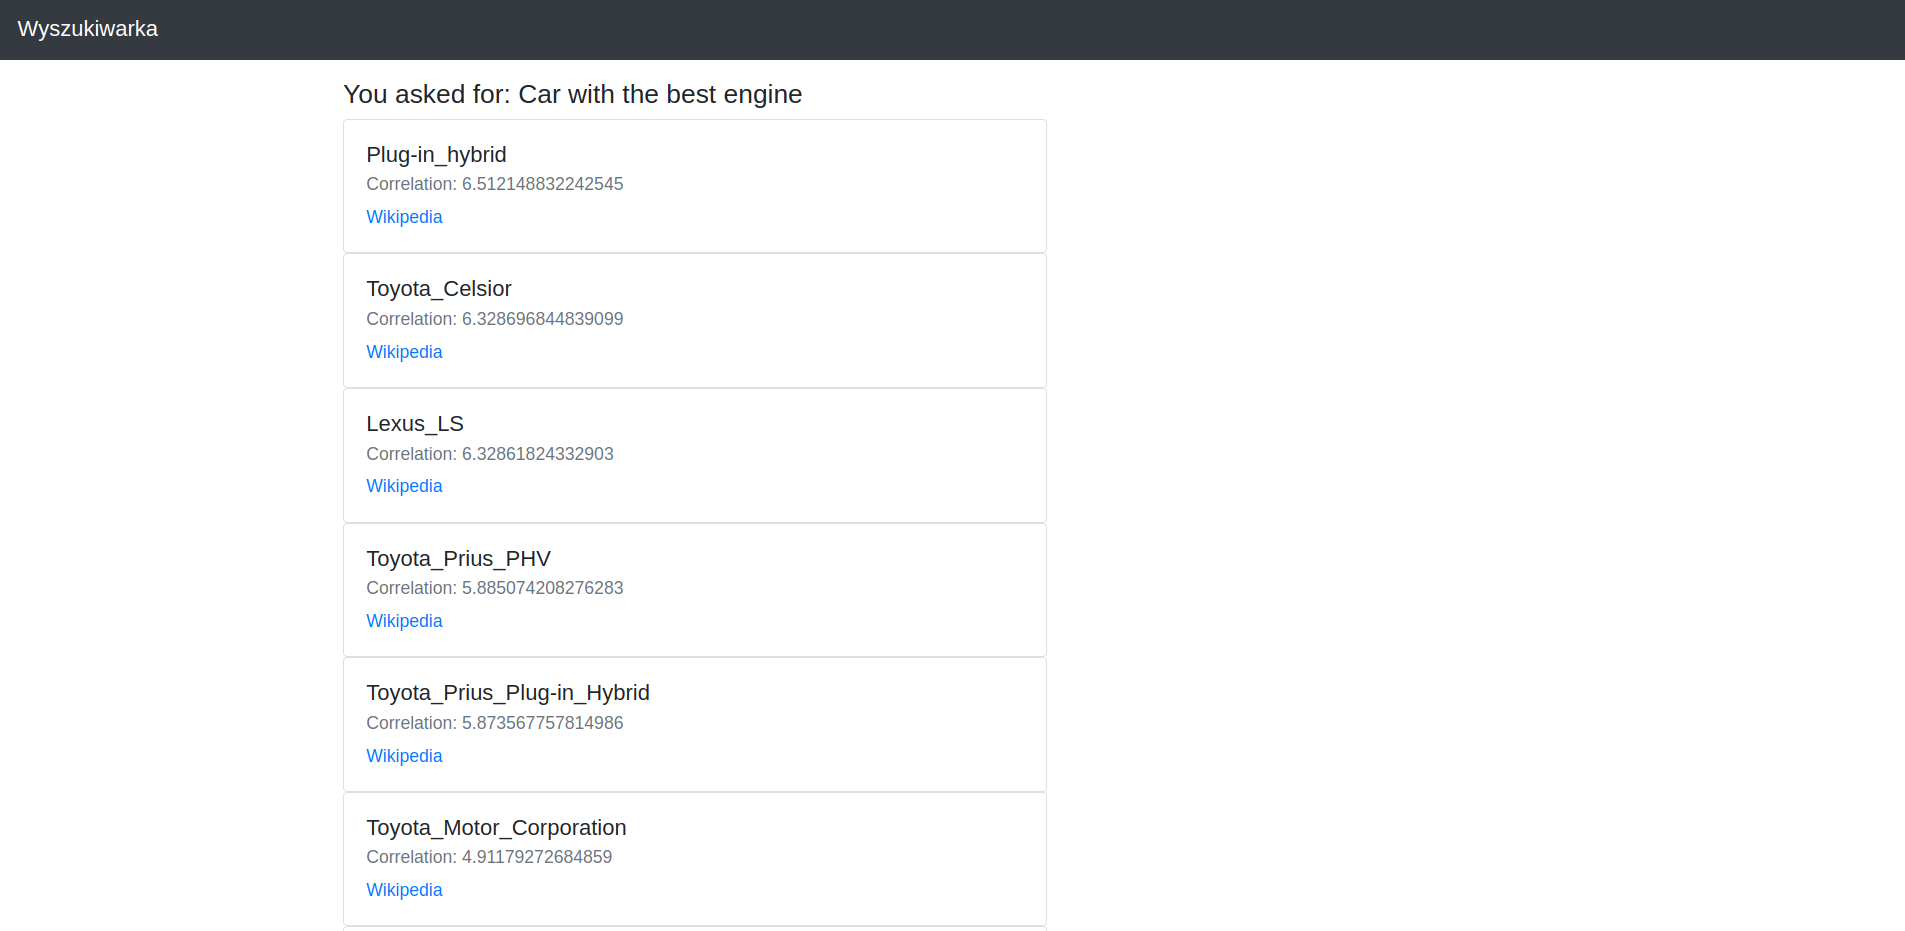 Wyszukiwarka
You asked for: Car with the best engine
Plug-in_hybrid
Correlation: 6.512148832242545
Wikipedia
Toyota_Celsior
Correlation: 6.328696844839099
Wikipedia
Lexus_LS
Correlation: 6.32861824332903
Wikipedia
Toyota_Prius_PHV
Correlation: 5.885074208276283
Wikipedia
Toyota_Prius_Plug-in_Hybrid
Correlation: 5.873567757814986
Wikipedia
Toyota_Motor_Corporation
Correlation: 4.91179272684859
Wikipedia